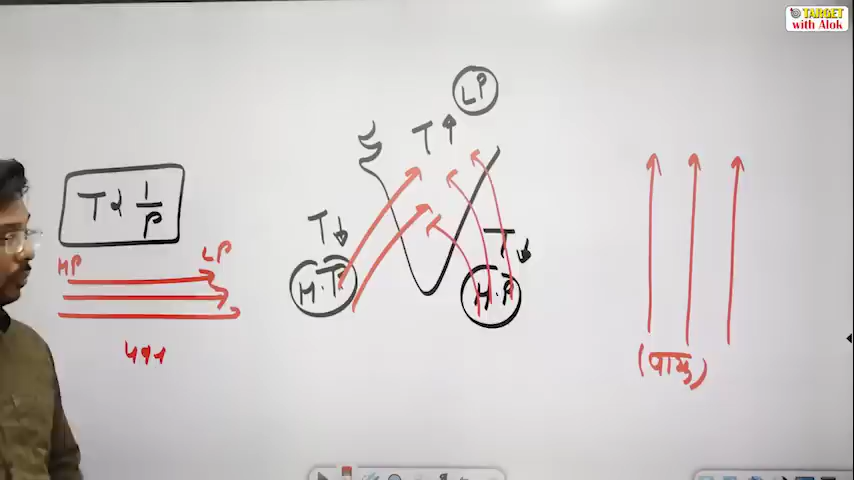 TARGET
with Alok
T α 1/P
HP LP
पवन
LP
T ↑
T ↓
H.P
T ↓
H.P
(वायु)